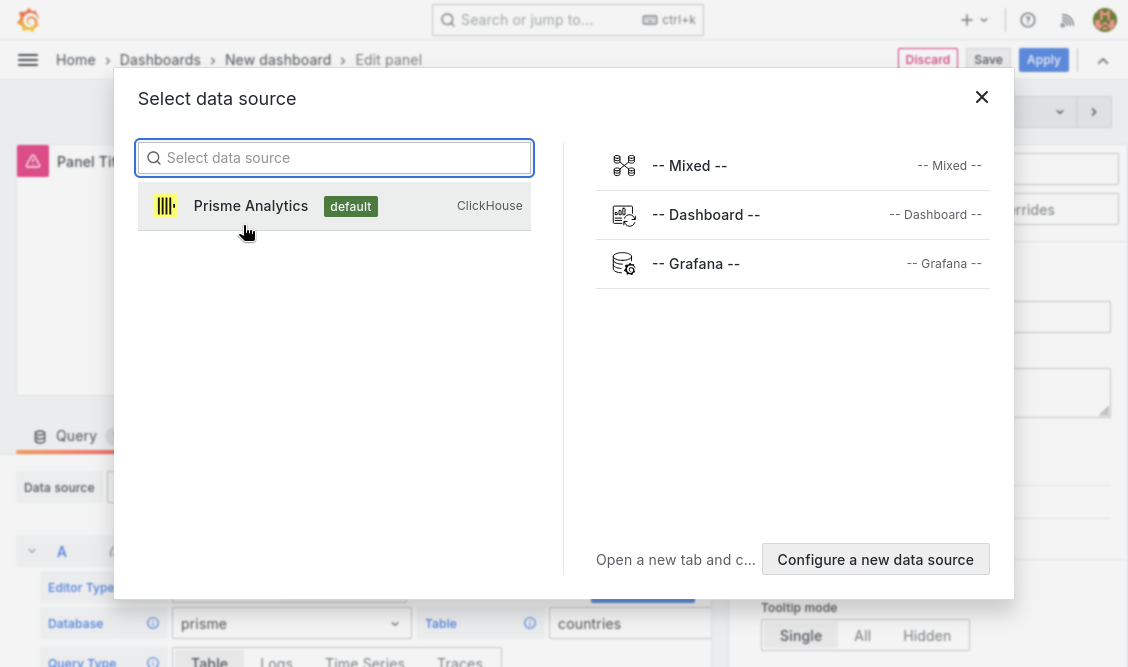 Search or jump to...
ctrl+k
Home › Dashboards › New dashboard › Edit panel
Discard
Save
Apply
Select data source
Select data source
Prisme Analytics
default
ClickHouse
-- Mixed --
-- Mixed --
-- Dashboard --
-- Dashboard --
-- Grafana --
-- Grafana --
Open a new tab and c...
Configure a new data source
Panel Tit
Query
Data source
A
Editor Type
Database
prisme
Table
countries
Query Type
Table
Logs
Time Series
Traces
Tooltip mode
Single
All
Hidden